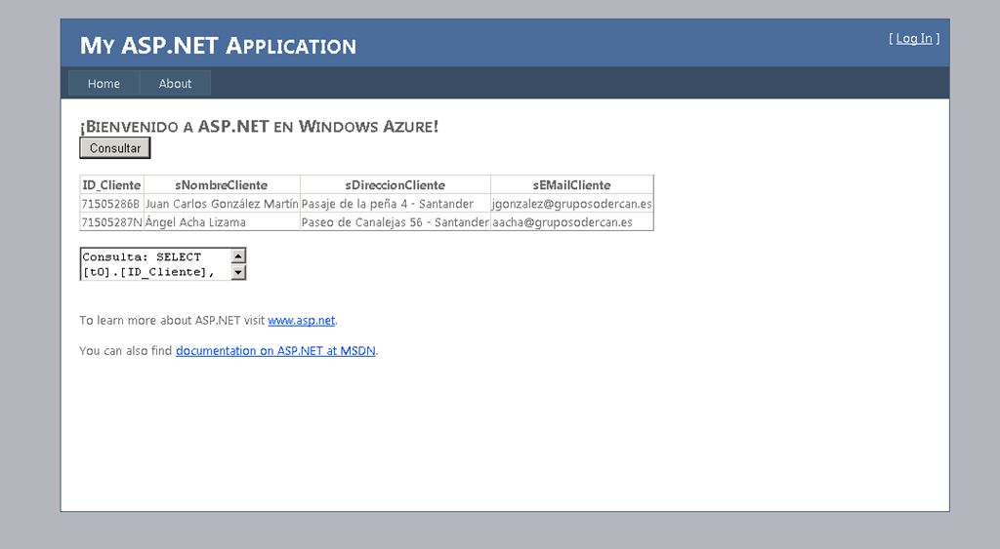 My ASP.NET Application
[ Log In ]
Home About
¡Bienvenido a ASP.NET en Windows Azure!
Consultar
ID_Cliente sNombreCliente sDireccionCliente sEMailCliente
71505286B Juan Carlos González Martín Pasaje de la peña 4 - Santander jgonzalez@gruposodercan.es
71505287N Ángel Acha Lizama Paseo de Canalejas 56 - Santander aacha@gruposodercan.es
Consulta: SELECT
[t0].[ID_Cliente],
To learn more about ASP.NET visit www.asp.net.
You can also find documentation on ASP.NET at MSDN.